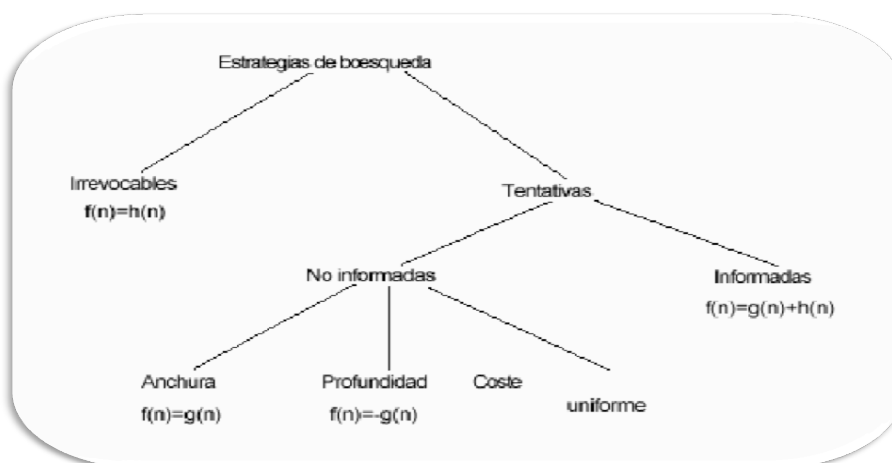 Estrategias de boesqueda
Irrevocables
f(n)=h(n)
Tentativas
No informadas
Informadas
f(n)=g(n)+h(n)
Anchura
f(n)=g(n)
Profundidad
f(n)=-g(n)
Coste
uniforme